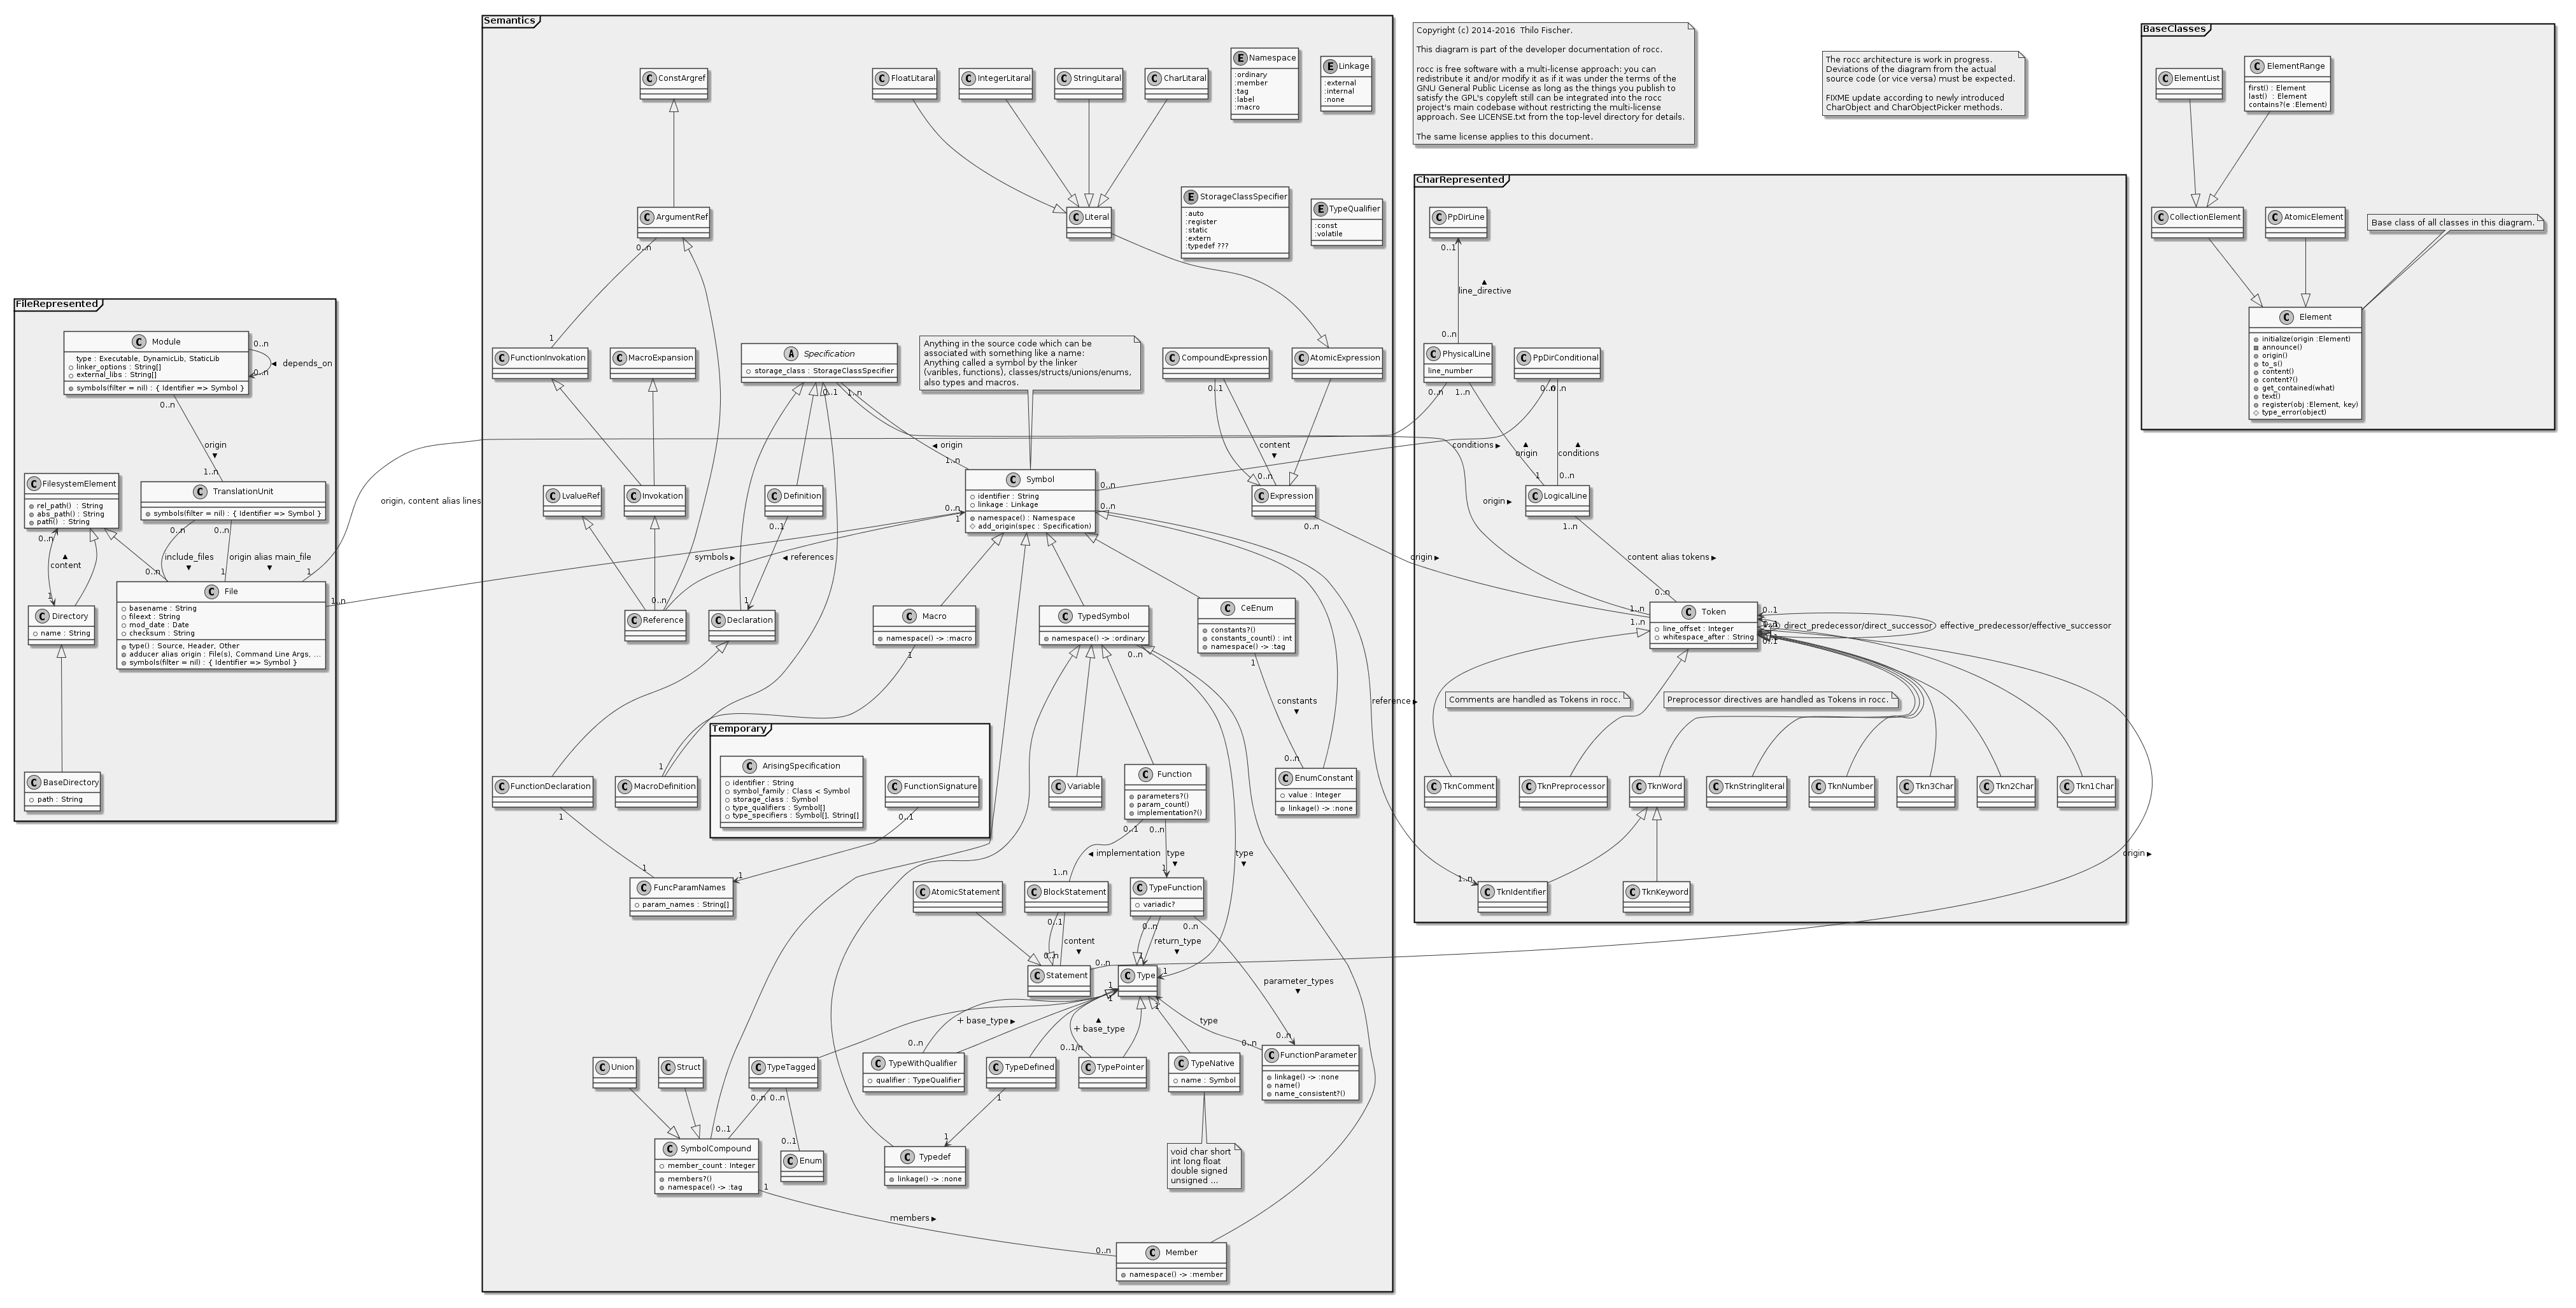 Semantics
Copyright (c) 2014-2016  Thilo Fischer.
This diagram is part of the developer documentation of rocc.
rocc is free software with a multi-license approach: you can
redistribute it and/or modify it as if it was under the terms of the
GNU General Public License as long as the things you publish to
satisfy the GPL's copyleft still can be integrated into the rocc
project's main codebase without restricting the multi-license
approach. See LICENSE.txt from the top-level directory for details.
The same license applies to this document.
The rocc architecture is work in progress.
Deviations of the diagram from the actual
source code (or vice versa) must be expected.
FIXME update according to newly introduced
CharObject and CharObjectPicker methods.
BaseClasses
C ElementList
C ElementRange
first() : Element
last()  : Element
contains?(e :Element)
C CollectionElement
C AtomicElement
Base class of all classes in this diagram.
C Element
initialize(origin :Element)
announce()
origin()
to_s()
content()
content?()
get_contained(what)
text()
register(obj :Element, key)
type_error(object)
C ConstArgref
C FloatLitaral
C IntegerLitaral
C StringLitaral
C CharLitaral
E Namespace
:ordinary
:member
:tag
:label
:macro
E Linkage
:external
:internal
:none
C ArgumentRef
0..n
C Literal
E StorageClassSpecifier
:auto
:register
:static
:extern
:typedef ???
E TypeQualifier
:const
:volatile
1
C FunctionInvokation
C MacroExpansion
A Specification
storage_class : StorageClassSpecifier
0..1
1..n
Anything in the source code which can be
associated with something like a name:
Anything called a symbol by the linker
(varibles, functions), classes/structs/unions/enums,
also types and macros.
C CompoundExpression
0..1
C AtomicExpression
origin
1..n
content
0..n
C LvalueRef
C Invokation
C Definition
0..1
C Symbol
identifier : String
linkage : Linkage
namespace() : Namespace
add_origin(spec : Specification)
0..n
1
0..n
0..n
C Expression
0..n
symbols
references
0..n
1
C Reference
C Declaration
C Macro
namespace() -> :macro
1
C TypedSymbol
namespace() -> :ordinary
0..n
C CeEnum
constants?()
constants_count() : int
namespace() -> :tag
1
constants
0..n
Temporary
C FunctionDeclaration
1
1
C MacroDefinition
C ArisingSpecification
identifier : String
symbol_family : Class < Symbol
storage_class : Symbol
type_qualifiers : Symbol[]
type_specifiers : Symbol[], String[]
C FunctionSignature
0..1
C Variable
C Function
parameters?()
param_count()
implementation?()
0..1
0..n
C EnumConstant
value : Integer
linkage() -> :none
implementation
type
type
1
1
1..n
1
C FuncParamNames
param_names : String[]
C AtomicStatement
C BlockStatement
0..1
C TypeFunction
variadic?
0..n
0..n
content
return_type
0..n
0..n
C Statement
C Type
1
1
1
1
parameter_types
+ base_type
+ base_type
type
0..n
0..1/n
0..n
0..n
C Union
C Struct
C TypeTagged
0..n
0..n
C TypeWithQualifier
qualifier : TypeQualifier
C TypeDefined
1
C TypePointer
C TypeNative
name : Symbol
C FunctionParameter
linkage() -> :none
name()
name_consistent?()
0..1
0..1
1
C SymbolCompound
member_count : Integer
members?()
namespace() -> :tag
1
C Enum
C Typedef
linkage() -> :none
void char short
int long float
double signed
unsigned ...
members
0..n
C Member
namespace() -> :member
FileRepresented
C Module
type : Executable, DynamicLib, StaticLib
linker_options : String[]
external_libs : String[]
symbols(filter = nil) : { Identifier => Symbol }
0..n
depends_on
0..n
0..n
origin
1..n
C FilesystemElement
rel_path()  : String
abs_path() : String
path()  : String
C TranslationUnit
symbols(filter = nil) : { Identifier => Symbol }
0..n
0..n
0..n
content
include_files
origin alias main_file
1
0..n
1
1
C Directory
name : String
C File
basename : String
fileext : String
mod_date : Date
checksum : String
type() : Source, Header, Other
adducer alias origin : File(s), Command Line Args, ...
symbols(filter = nil) : { Identifier => Symbol }
1..n
C BaseDirectory
path : String
origin, content alias lines
CharRepresented
C PpDirLine
0..1
line_directive
0..n
C PhysicalLine
line_number
0..n
1..n
C PpDirConditional
0..n
conditions
origin
conditions
1
0..n
origin
C LogicalLine
1..n
origin
content alias tokens
0..n
1..n
1..n
C Token
line_offset : Integer
whitespace_after : String
0..1
0..1
direct_predecessor/direct_successor
effective_predecessor/effective_successor
reference
Comments are handled as Tokens in rocc.
Preprocessor directives are handled as Tokens in rocc.
C TknComment
C TknPreprocessor
C TknWord
C TknStringliteral
C TknNumber
C Tkn3Char
C Tkn2Char
C Tkn1Char
origin
1..n
C TknIdentifier
C TknKeyword